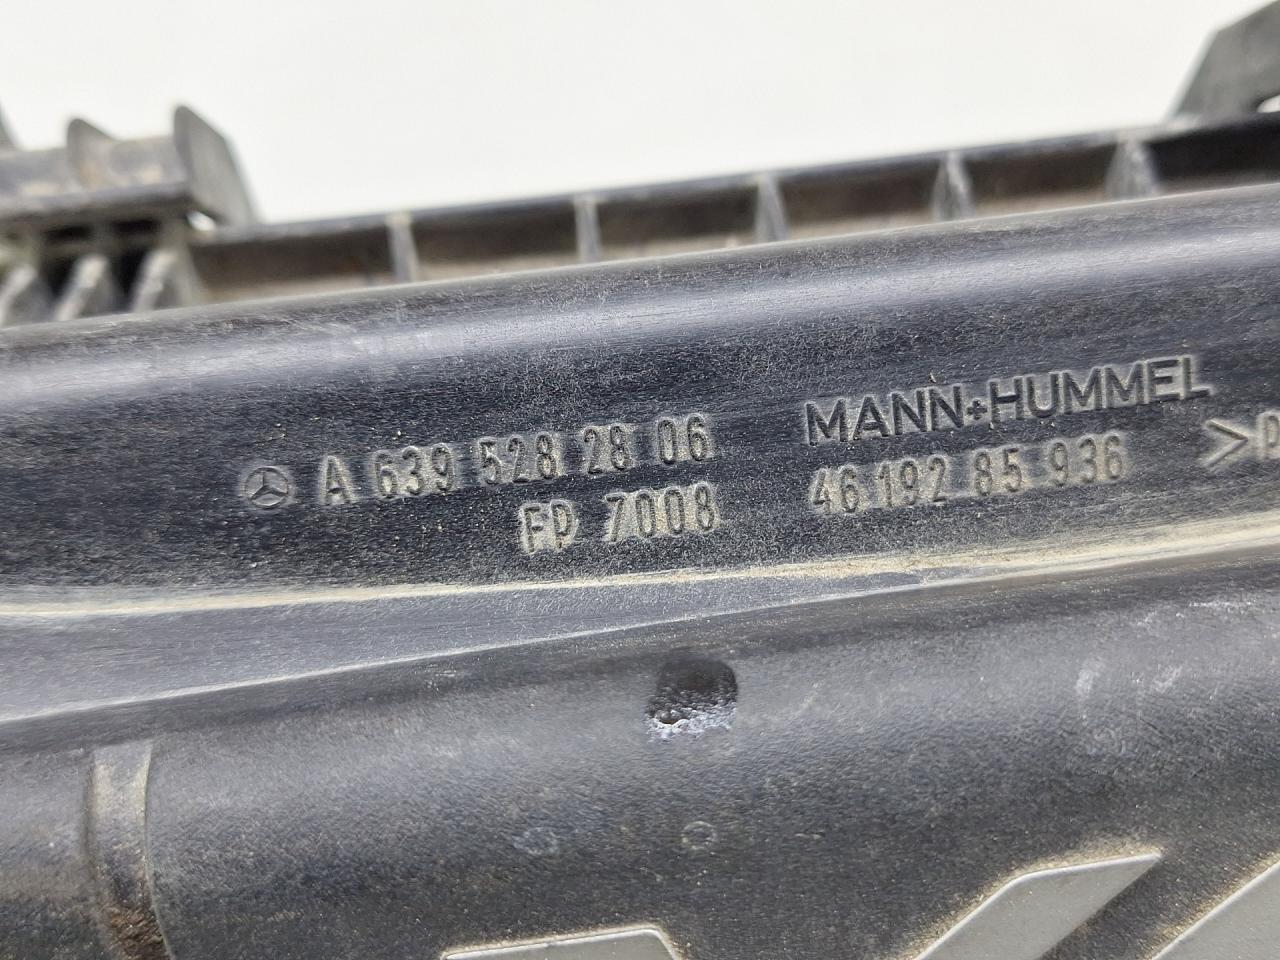 A 639 528 28 06
FP 7008
MANN+HUMMEL
46 192 85 936